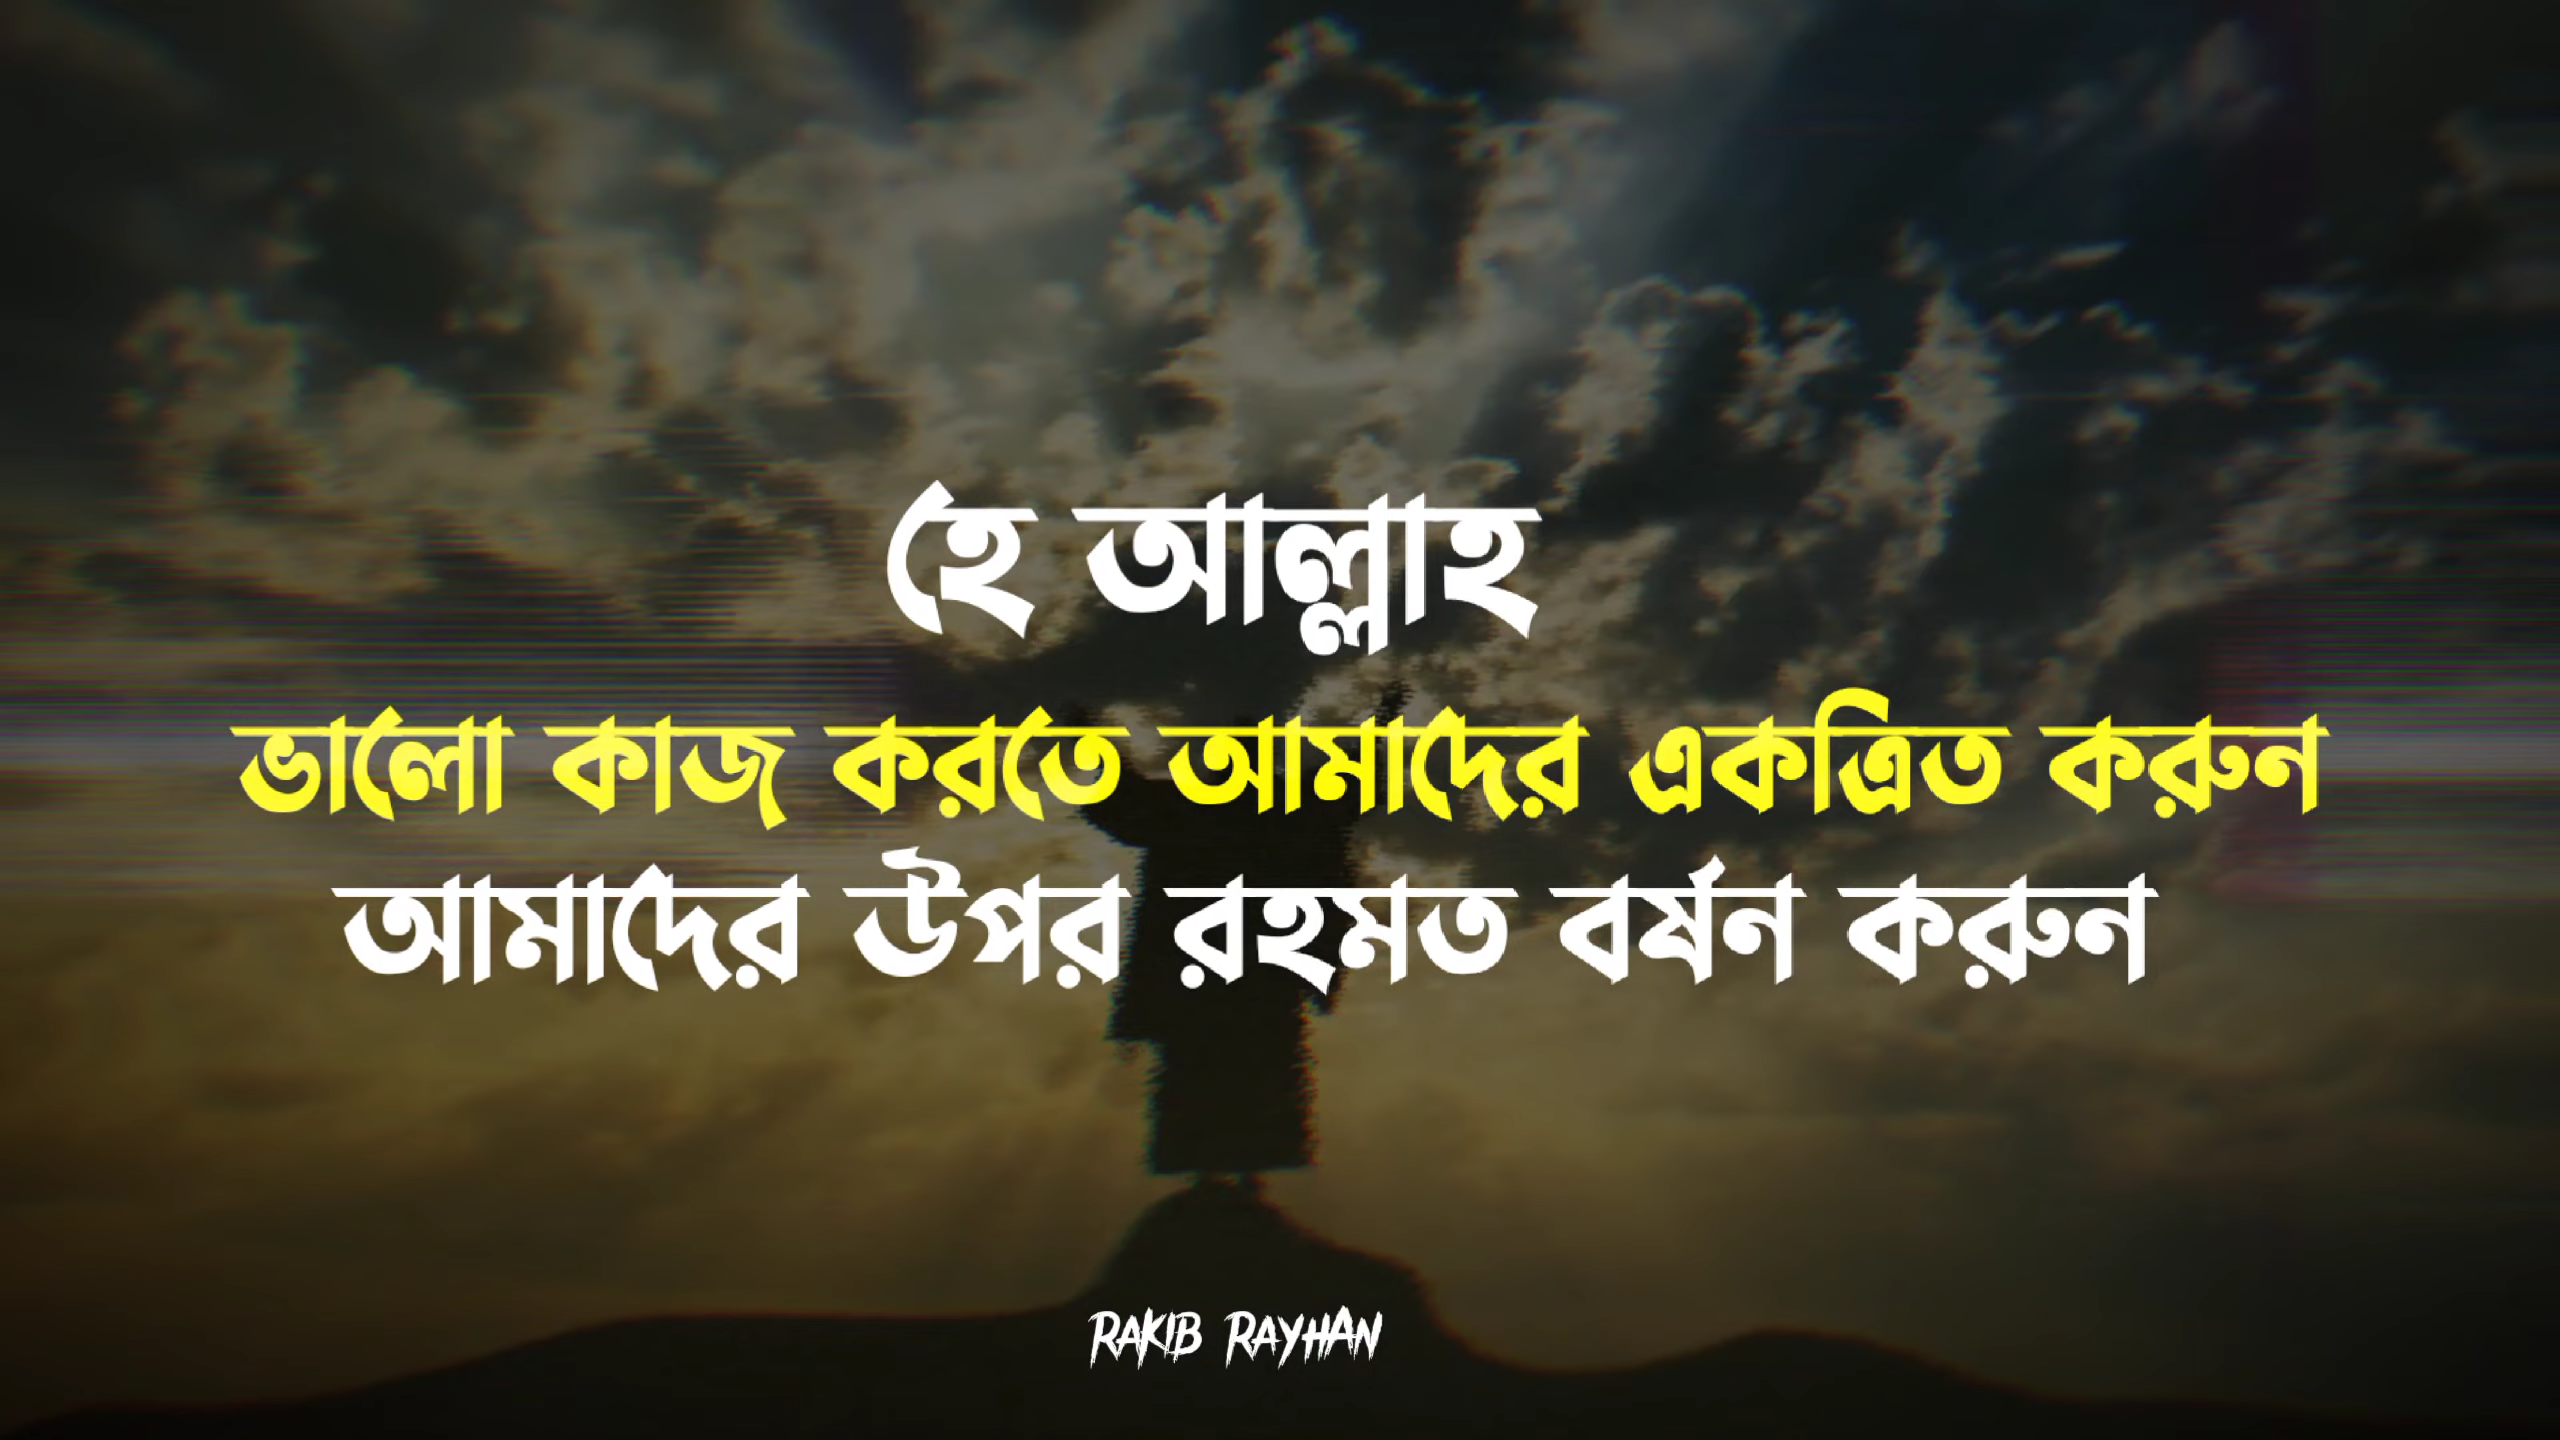 হে আল্লাহ
ভালো কাজ করতে আমাদের একত্রিত করুন
আমাদের উপর রহমত বর্ষন করুন
RAKIB RAYHAN